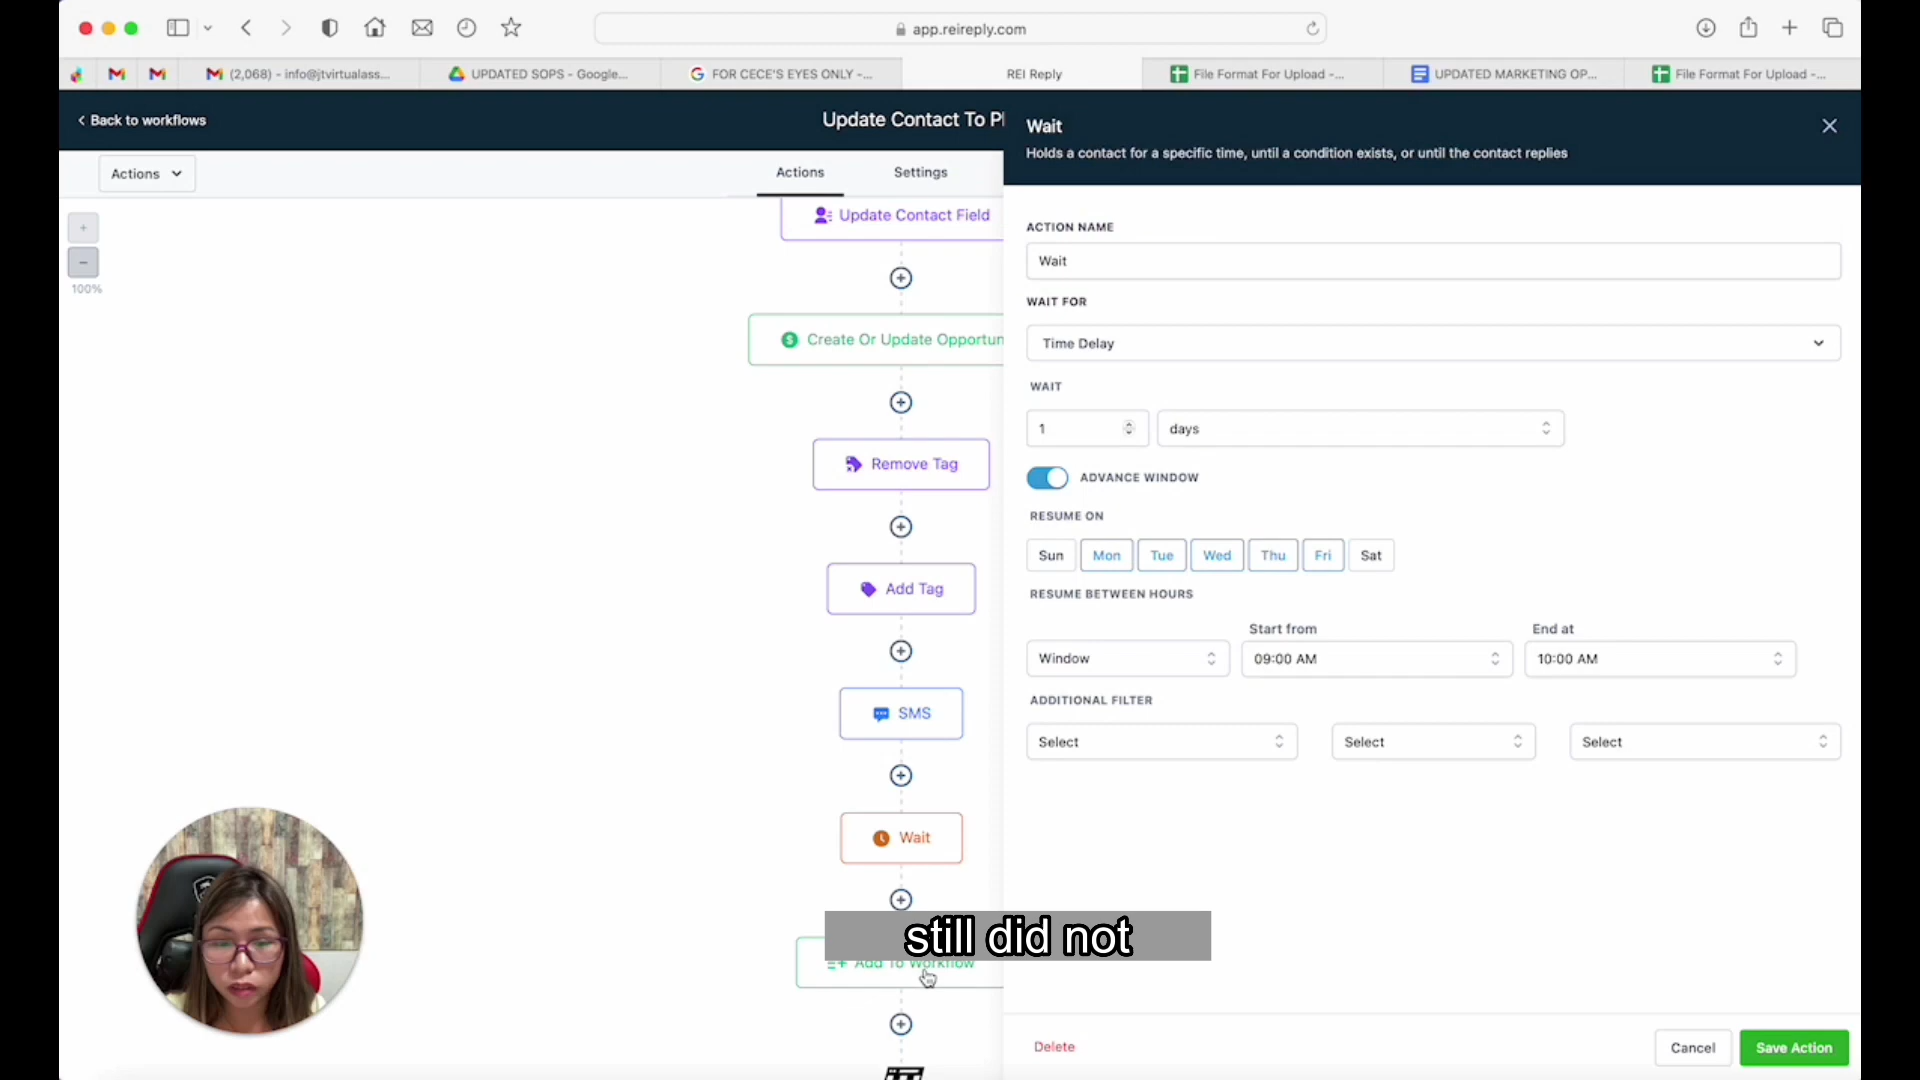 app.reireply.com
(2,068) - info@jtvirtualass...
UPDATED SOPS - Google...
FOR CECE'S EYES ONLY -...
REI Reply
File Format For Upload -...
UPDATED MARKETING OP...
File Format For Upload -...
Back to workflows
Update Contact To
Actions
Actions
Settings
100%
Update Contact Field
Create Or Update Opportun
Remove Tag
Add Tag
SMS
Wait
Add To Workflow
still did not
Wait
Holds a contact for a specific time, until a condition exists, or until the contact replies
ACTION NAME
Wait
WAIT FOR
Time Delay
WAIT
1
days
ADVANCE WINDOW
RESUME ON
Sun Mon Tue Wed Thu Fri Sat
RESUME BETWEEN HOURS
Start from
End at
Window
09:00 AM
10:00 AM
ADDITIONAL FILTER
Select
Select
Select
Delete
Cancel
Save Action